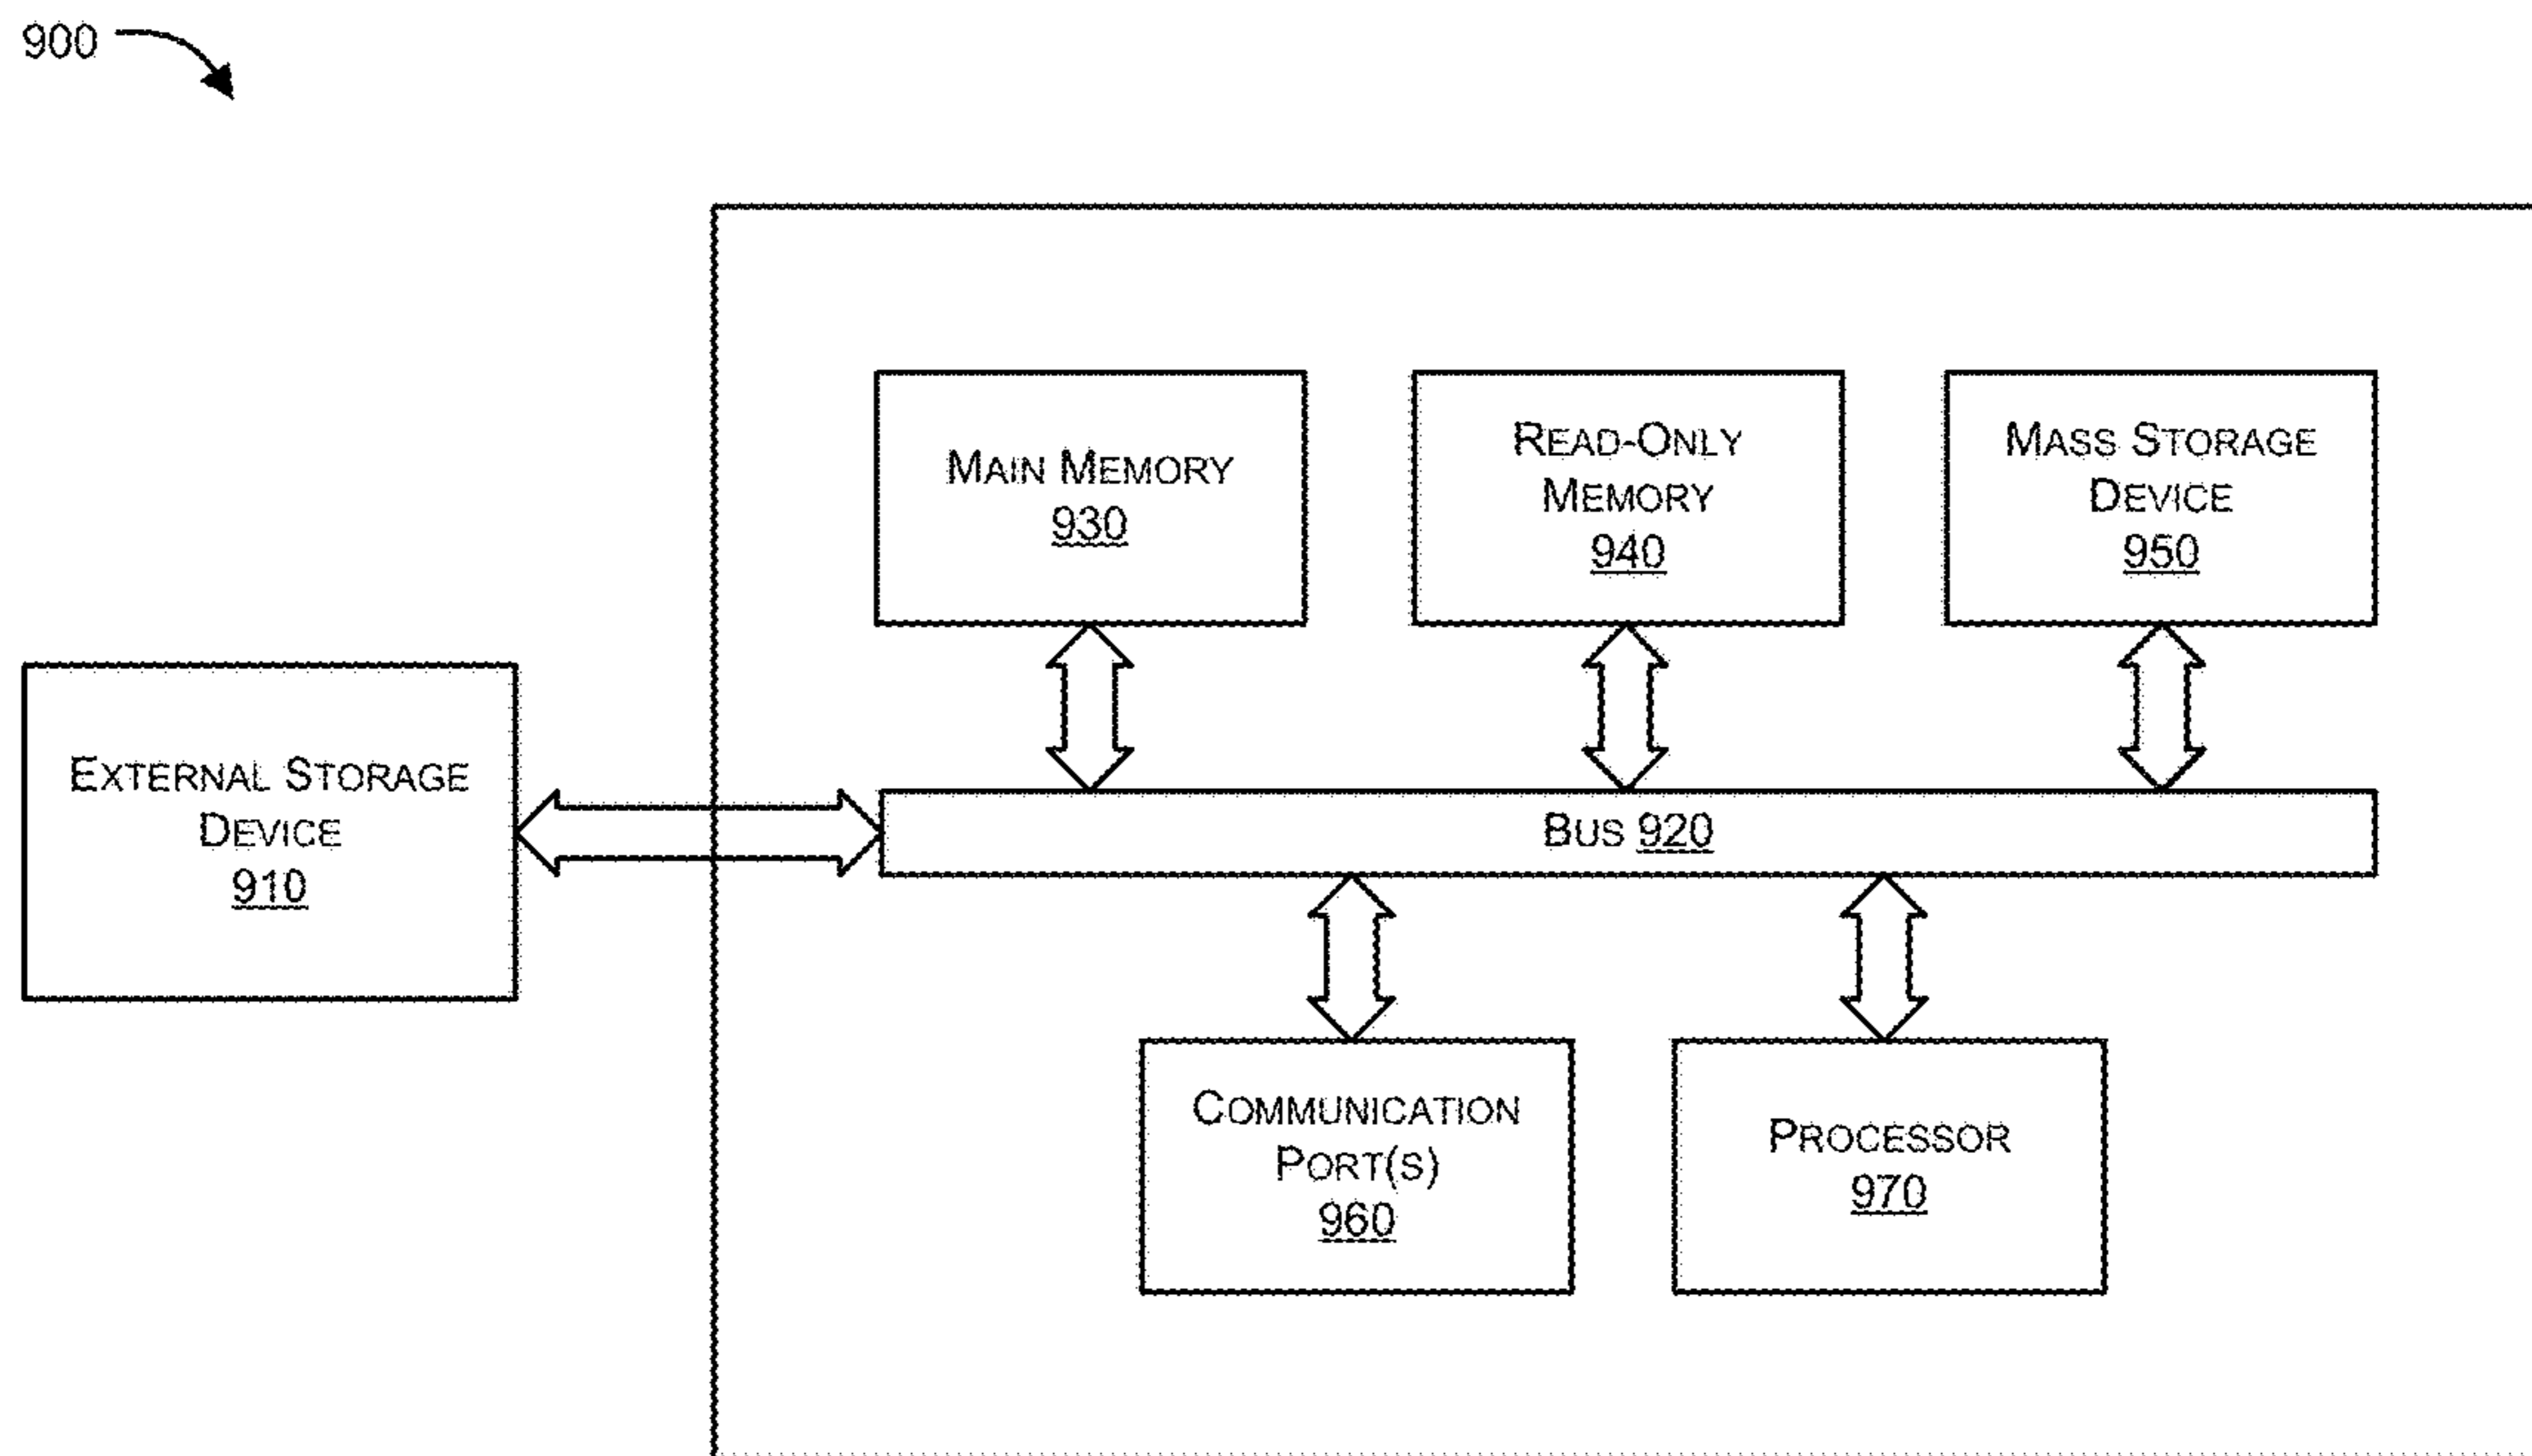 900
MAIN MEMORY
930
READ-ONLY
MEMORY
940
MASS STORAGE
DEVICE
950
EXTERNAL STORAGE
DEVICE
910
BUS 920
COMMUNICATION
PORT(S)
960
PROCESSOR
970